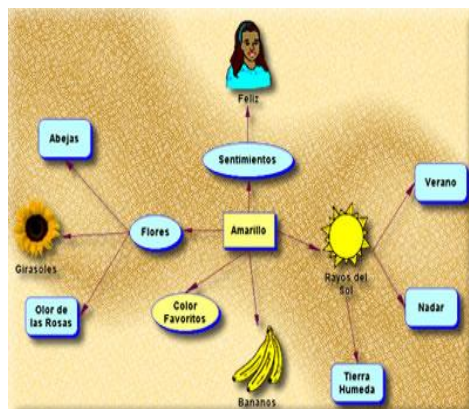 Feliz
Abejas
Sentimientos
Verano
Flores
Amarillo
Girasoles
Rayos del
Sol
Olor de
las Rosas
Color
Favoritos
Nadar
Tierra
Humeda
Bananos